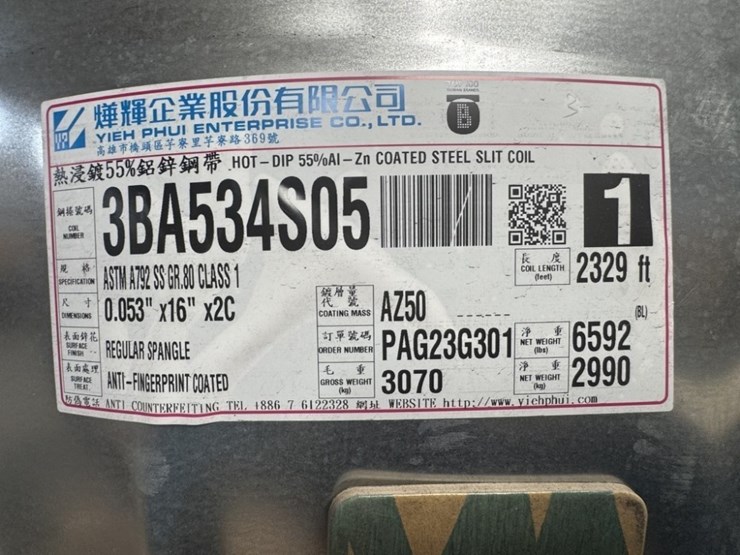 燁輝企業股份有限公司
YIEH PHUI ENTERPRISE CO., LTD.
高雄市橋頭區芋寮里芋寮路369號
YP
B
3
熱浸鍍55%鋁鋅鋼帶 HOT-DIP 55%Al-Zn COATED STEEL SLIT COIL
鋼捲號碼 COIL NUMBER 3BA534S05 1
規格 SPECIFICATION ASTM A792 SS GR.80 CLASS 1
長度 COIL LENGTH (feet) 2329 ft
尺寸 DIMENSIONS 0.053" x16" x2C
鍍層量代號 COATING MASS AZ50 ------ (BL)
表面鋅花 SURFACE FINISH REGULAR SPANGLE
訂單號碼 ORDER NUMBER PAG23G301
淨重 NET WEIGHT (lbs) 6592
表面處理 SURFACE TREAT ANTI-FINGERPRINT COATED
毛重 GROSS WEIGHT (kg) 3070
淨重 NET WEIGHT (kg) 2990
防偽電話 ANTI COUNTERFEITING TEL +886 7 6122328 網址 WEBSITE http://www.yiehphui.com